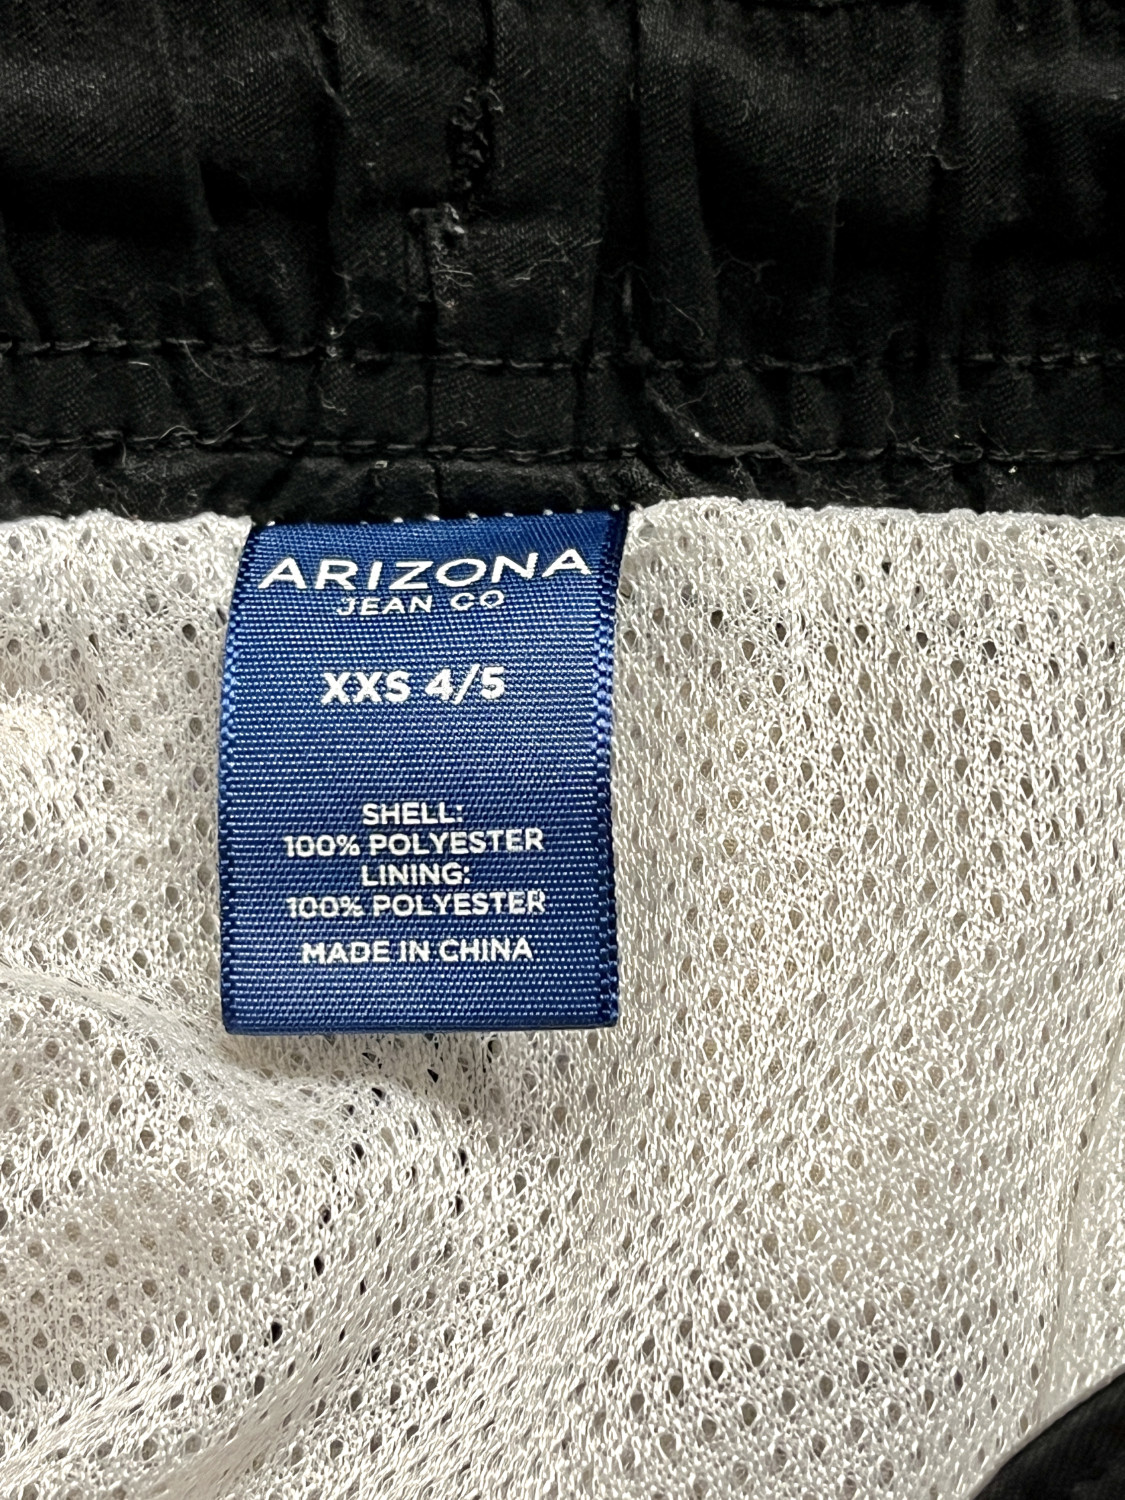 ARIZONA
JEAN CO
XXS 4/5
SHELL:
100% POLYESTER
LINING:
100% POLYESTER
MADE IN CHINA